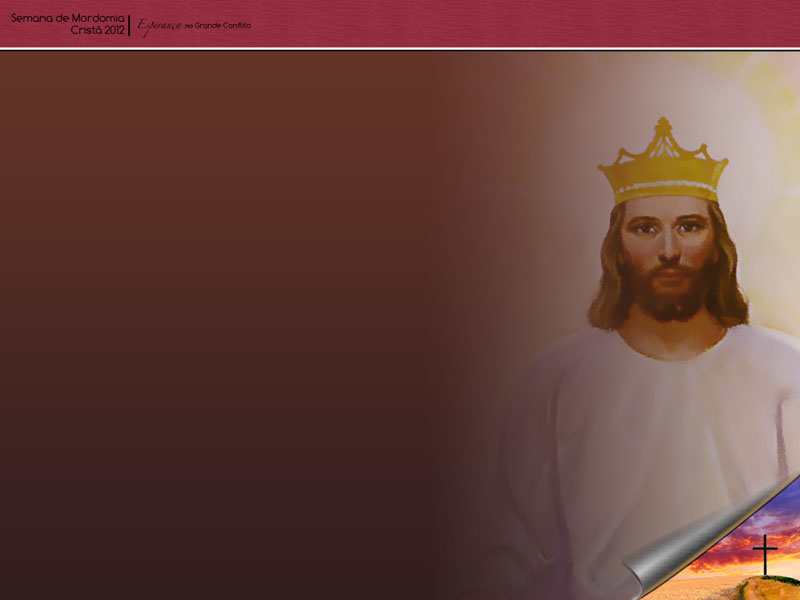 Semana de Mordomia
Cristã 2012
Esperança no Grande Conflito